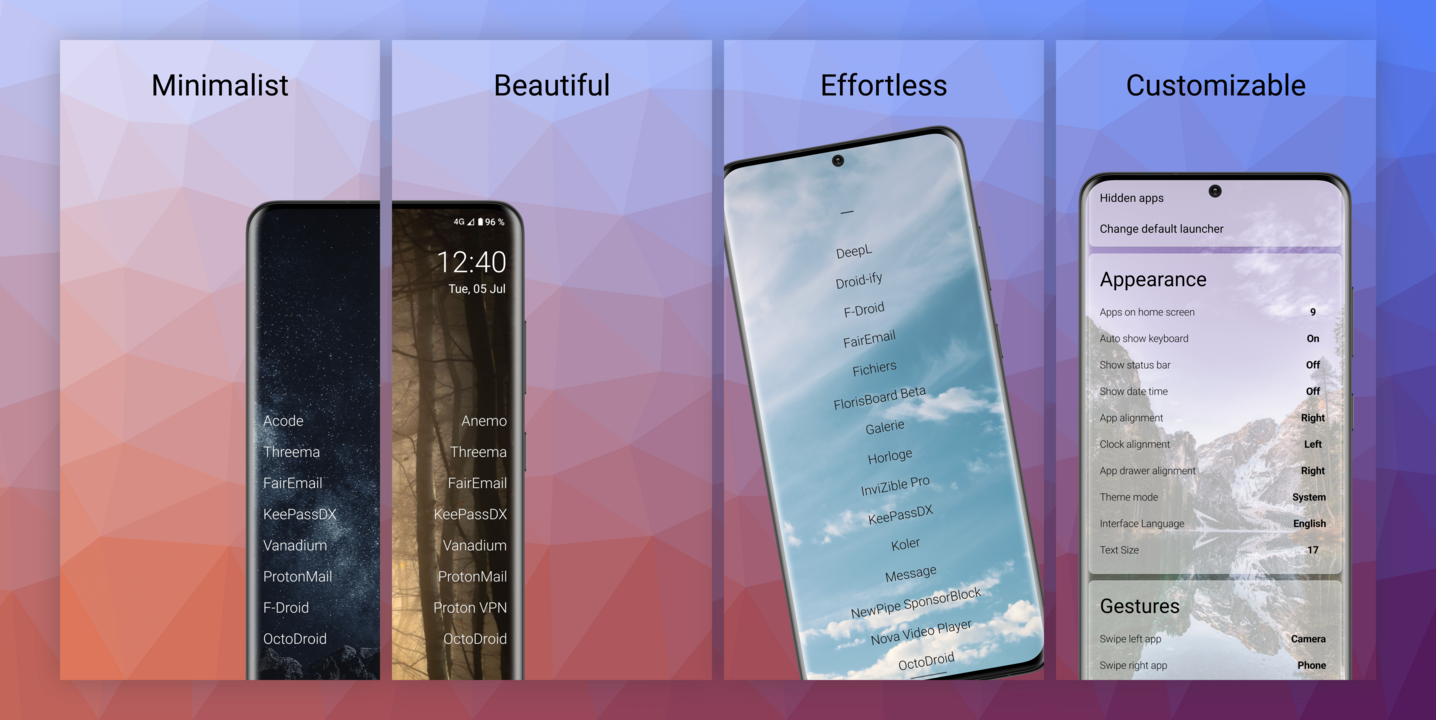 Minimalist
Acode
Threema
FairEmail
KeePassDX
Vanadium
ProtonMail
F-Droid
OctoDroid
Beautiful
4G 96 %
12:40
Tue, 05 Jul
Anemo
Threema
FairEmail
KeePassDX
Vanadium
ProtonMail
Proton VPN
OctoDroid
Effortless
DeepL
Droid-ify
F-Droid
FairEmail
Fichiers
FlorisBoard Beta
Galerie
Horloge
InviZible Pro
KeePassDX
Koler
Message
NewPipe SponsorBlock
Nova Video Player
OctoDroid
Customizable
Hidden apps
Change default launcher
Appearance
Apps on home screen 9
Auto show keyboard On
Show status bar Off
Show date time Off
App alignment Right
Clock alignment Left
App drawer alignment Right
Theme mode System
Interface Language English
Text Size 17
Gestures
Swipe left app Camera
Swipe right app Phone